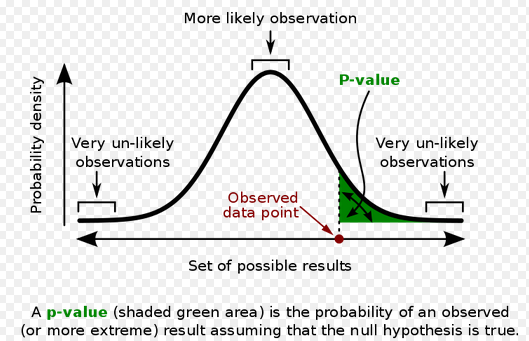 More likely observation
P-value
Probability density
Very un-likely
observations
Very un-likely
observations
Observed
data point
Set of possible results
A p-value (shaded green area) is the probability of an observed
(or more extreme) result assuming that the null hypothesis is true.